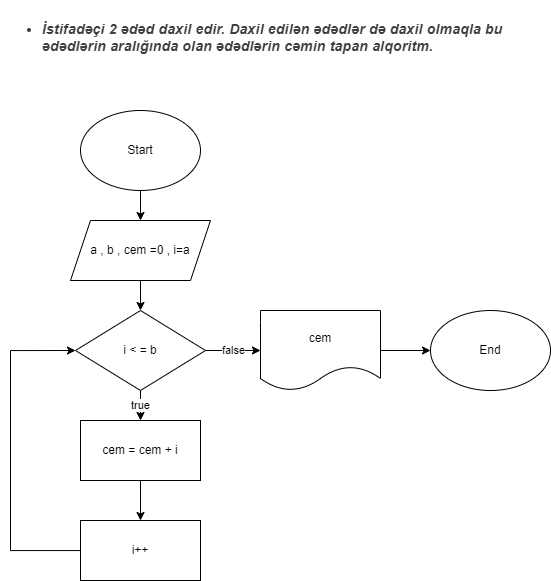 İstifadəçi 2 ədəd daxil edir. Daxil edilən ədədlər də daxil olmaqla bu
ədədlərin aralığında olan ədədlərin cəmin tapan alqoritm.
Start
a , b , cem =0 , i=a
i < = b
false
cem
End
true
cem = cem + i
i++